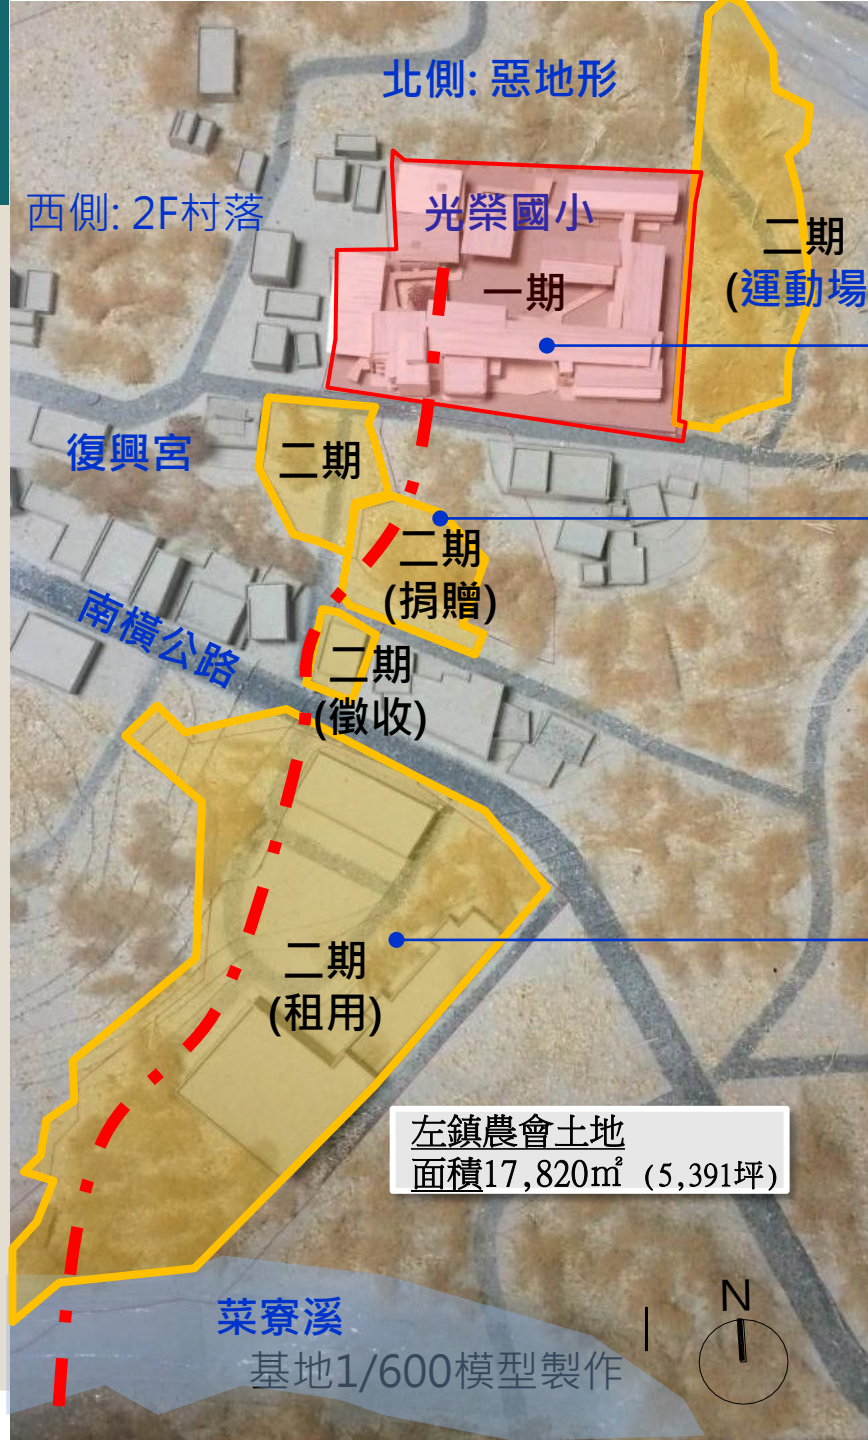 北側: 惡地形
西側: 2F村落
光榮國小
一期
二期
(運動場
復興宮
二期
二期
(捐贈)
南橫公路
二期
(徵收)
二期
(租用)
左鎮農會土地
面積17,820㎡ (5,391坪)
菜寮溪
N
基地1/600模型製作